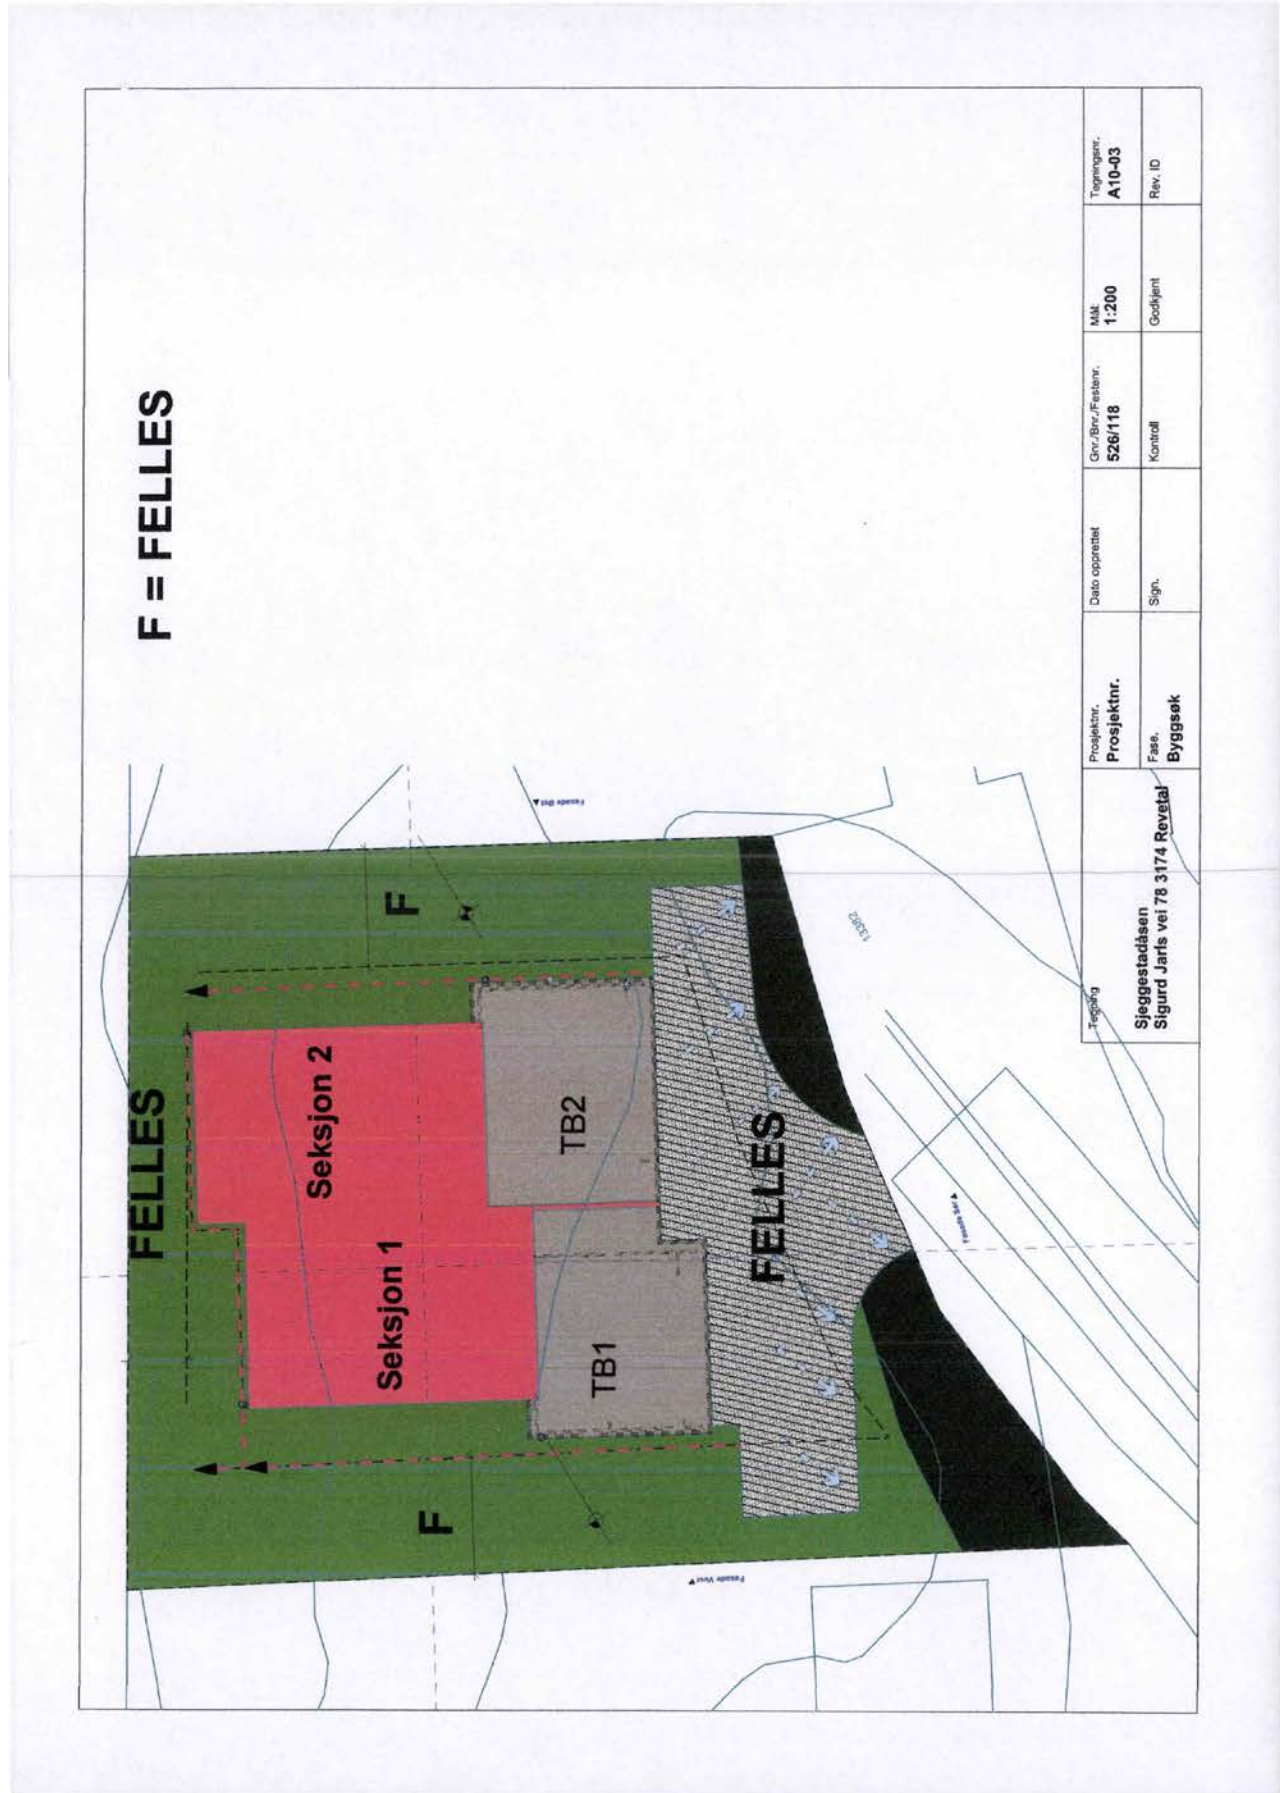 F = FELLES
FELLES
Seksjon 1
Seksjon 2
F
F
TB1
TB2
FELLES
Fasade Øst
Fasade Vest
Fasade Sør
13382
Tegning
Sjeggestadåsen
Sigurd Jarls vei 78 3174 Revetal
Prosjektnr.
Prosjektnr.
Dato opprettet
Gnr./Bnr./Festenr.
526/118
Mål:
1:200
Tegningsnr.
A10-03
Fase.
Byggsøk
Sign.
Kontroll
Godkjent
Rev. ID